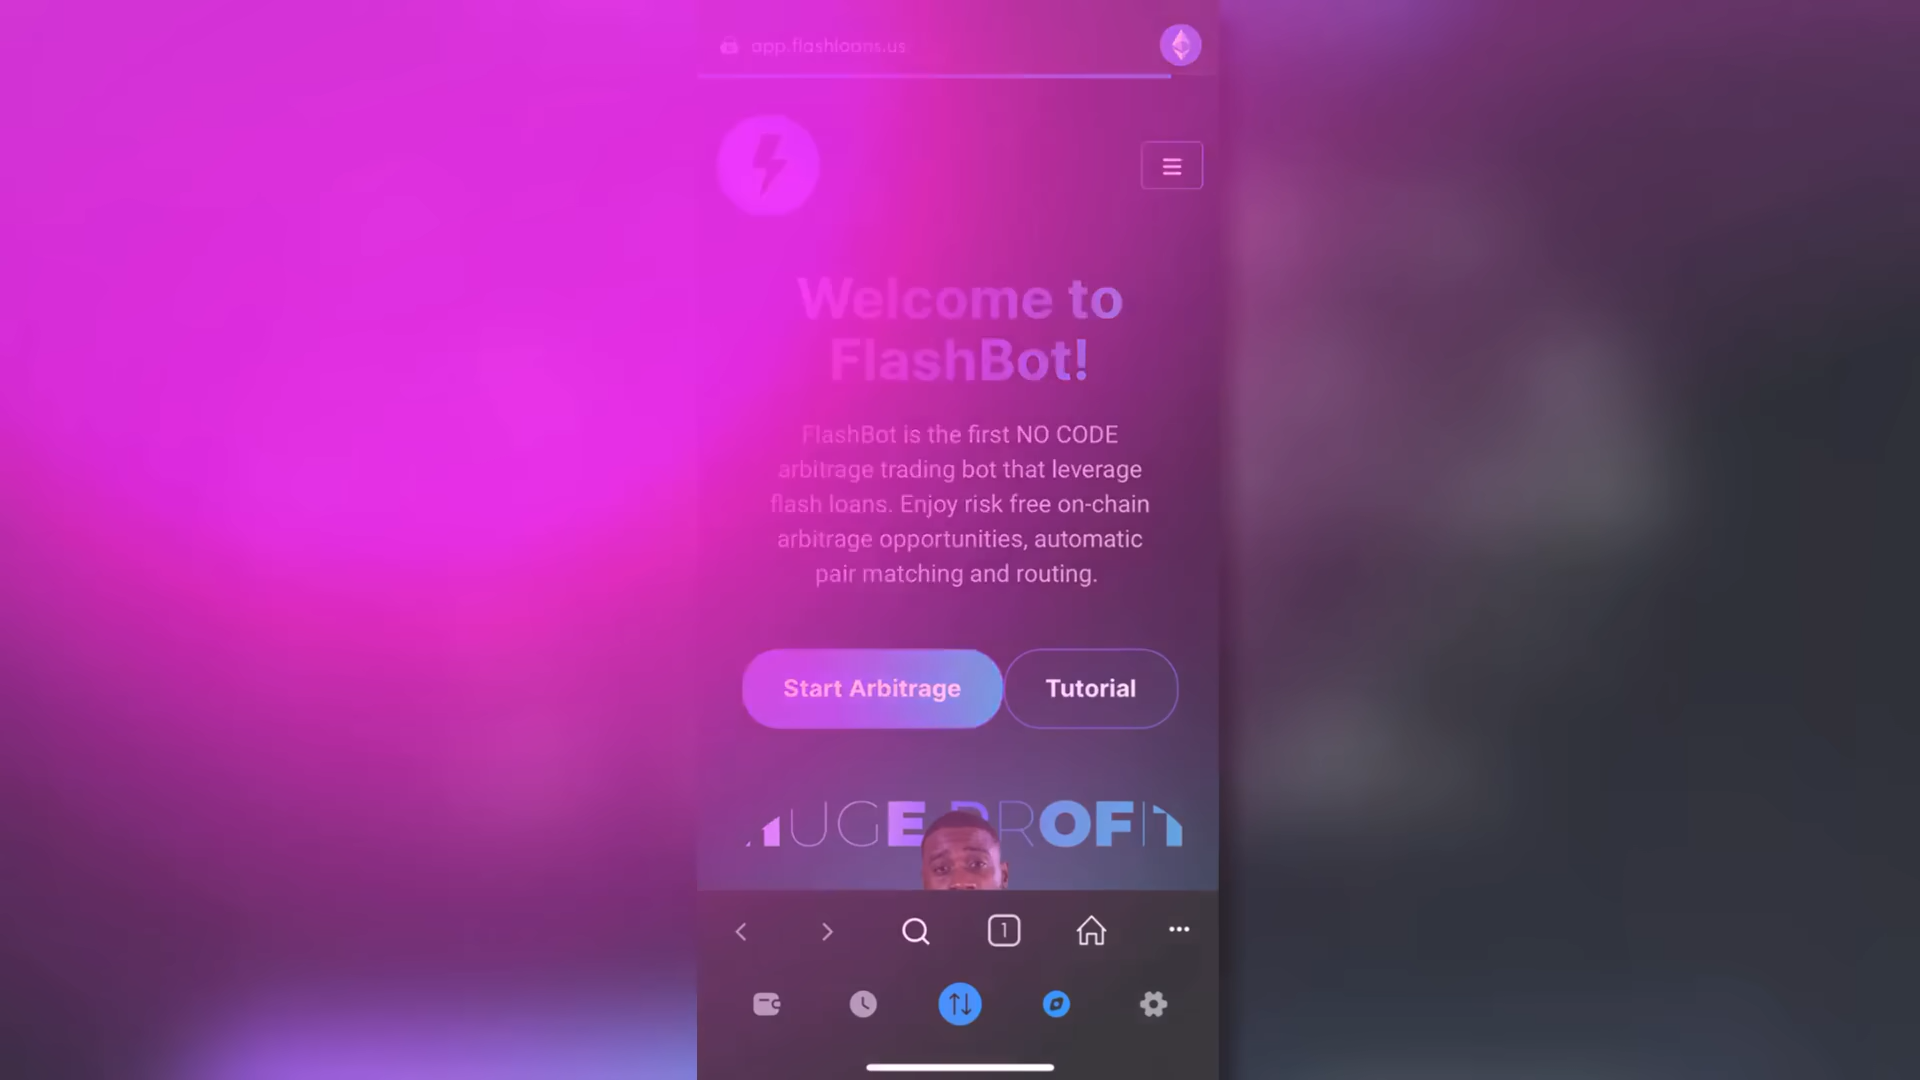 app.flashloans.us
Welcome to
FlashBot!
FlashBot is the first NO CODE
arbitrage trading bot that leverage
flash loans. Enjoy risk free on-chain
arbitrage opportunities, automatic
pair matching and routing.
Start Arbitrage
Tutorial
1